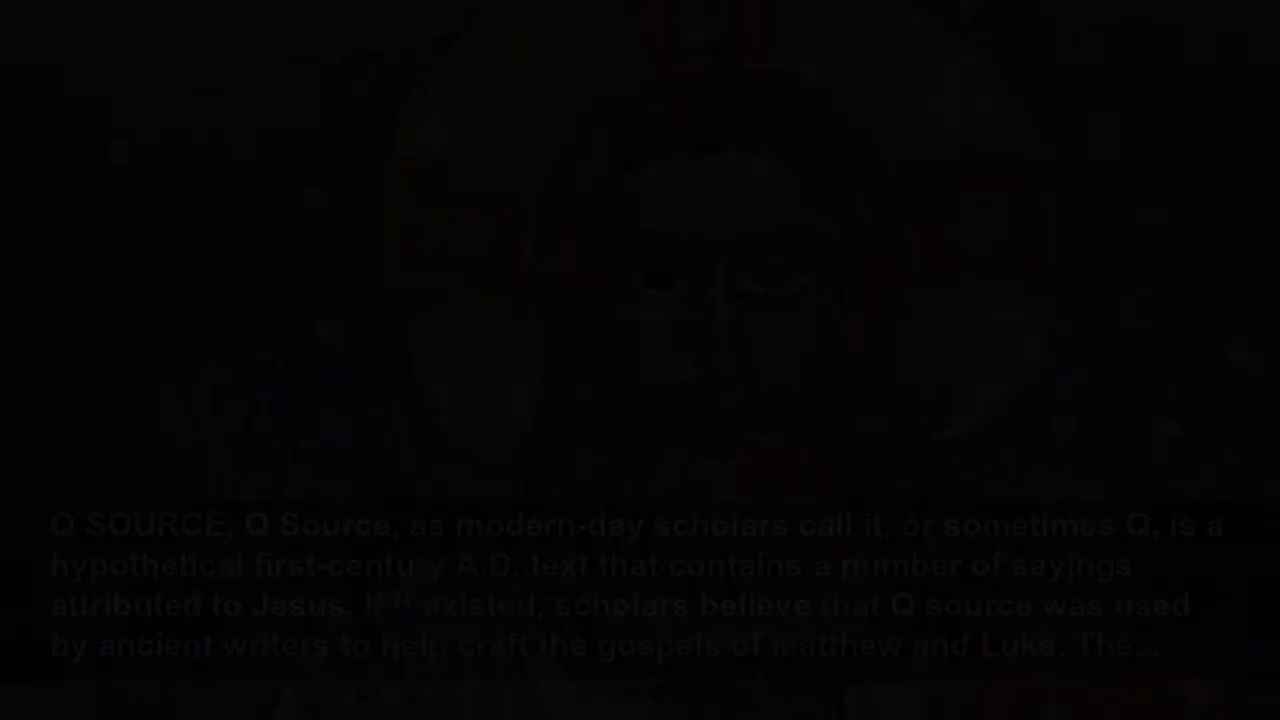 Q SOURCE, Q Source, as modern-day scholars call it, or sometimes Q, is a
hypothetical first-century A.D. text that contains a number of sayings
attributed to Jesus. If it existed, scholars believe that Q source was used
by ancient writers to help craft the gospels of Matthew and Luke. The...